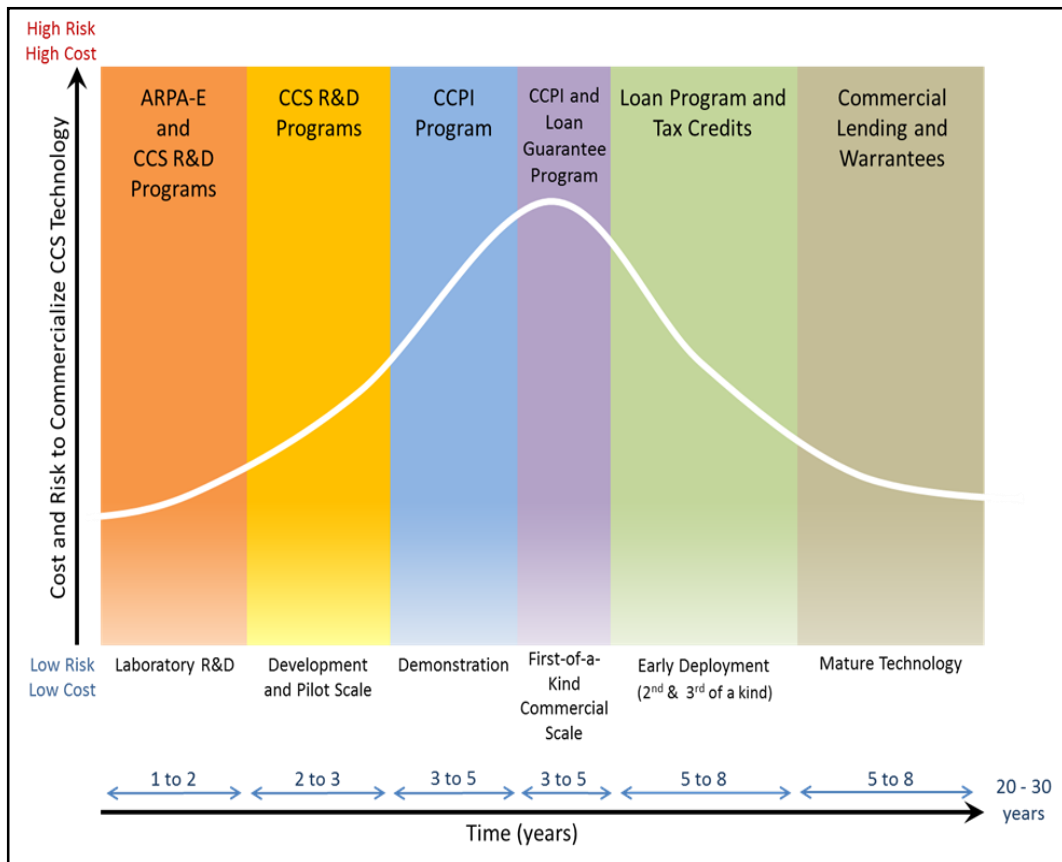 High Risk
High Cost
Cost and Risk to Commercialize CCS Technology
ARPA-E
and
CCS R&D
Programs
CCS R&D
Programs
CCPI
Program
CCPI and
Loan
Guarantee
Program
Loan Program and
Tax Credits
Commercial
Lending and
Warrantees
Low Risk
Low Cost
Laboratory R&D
Development
and Pilot Scale
Demonstration
First-of-a-
Kind
Commercial
Scale
Early Deployment
(2nd & 3rd of a kind)
Mature Technology
1 to 2
2 to 3
3 to 5
3 to 5
5 to 8
5 to 8
20 - 30
years
Time (years)